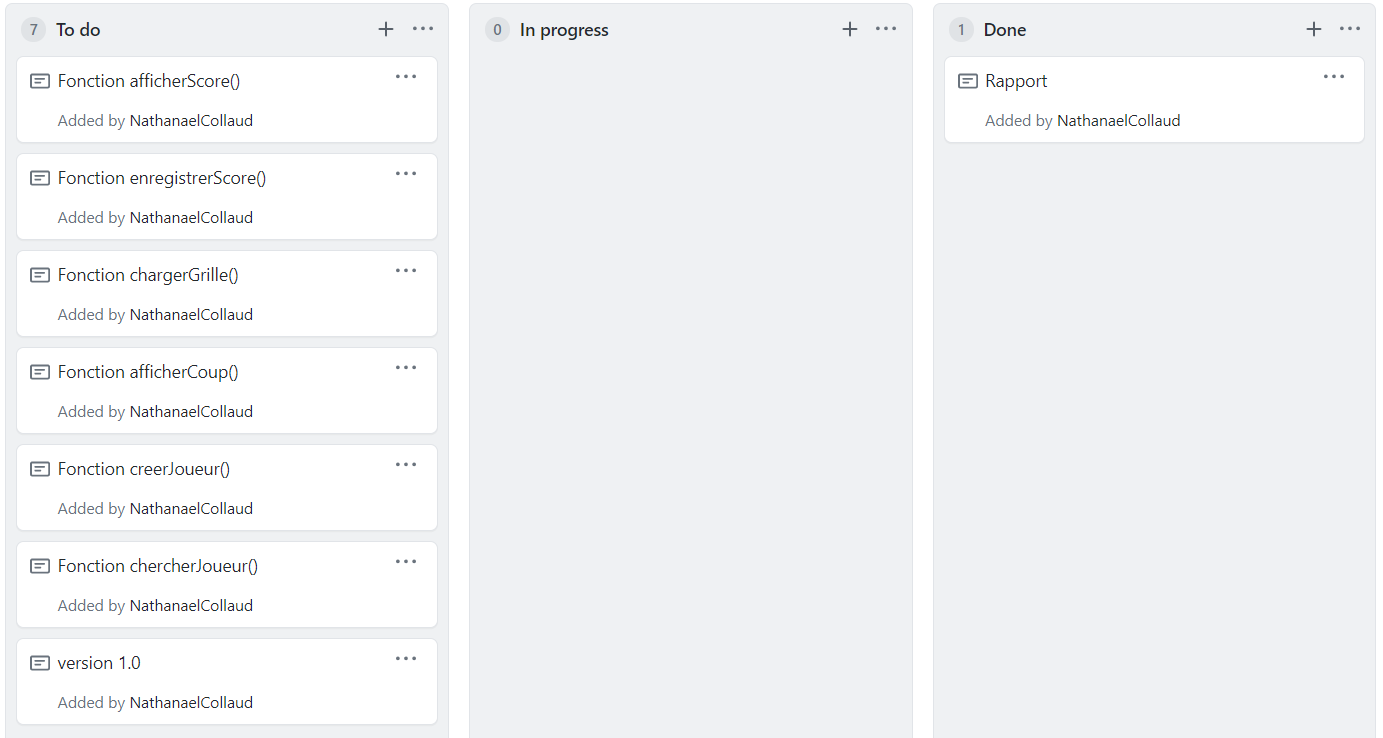 7 To do
Fonction afficherScore()
Added by NathanaelCollaud
Fonction enregistrerScore()
Added by NathanaelCollaud
Fonction chargerGrille()
Added by NathanaelCollaud
Fonction afficherCoup()
Added by NathanaelCollaud
Fonction creerJoueur()
Added by NathanaelCollaud
Fonction chercherJoueur()
Added by NathanaelCollaud
version 1.0
Added by NathanaelCollaud
0 In progress
1 Done
Rapport
Added by NathanaelCollaud